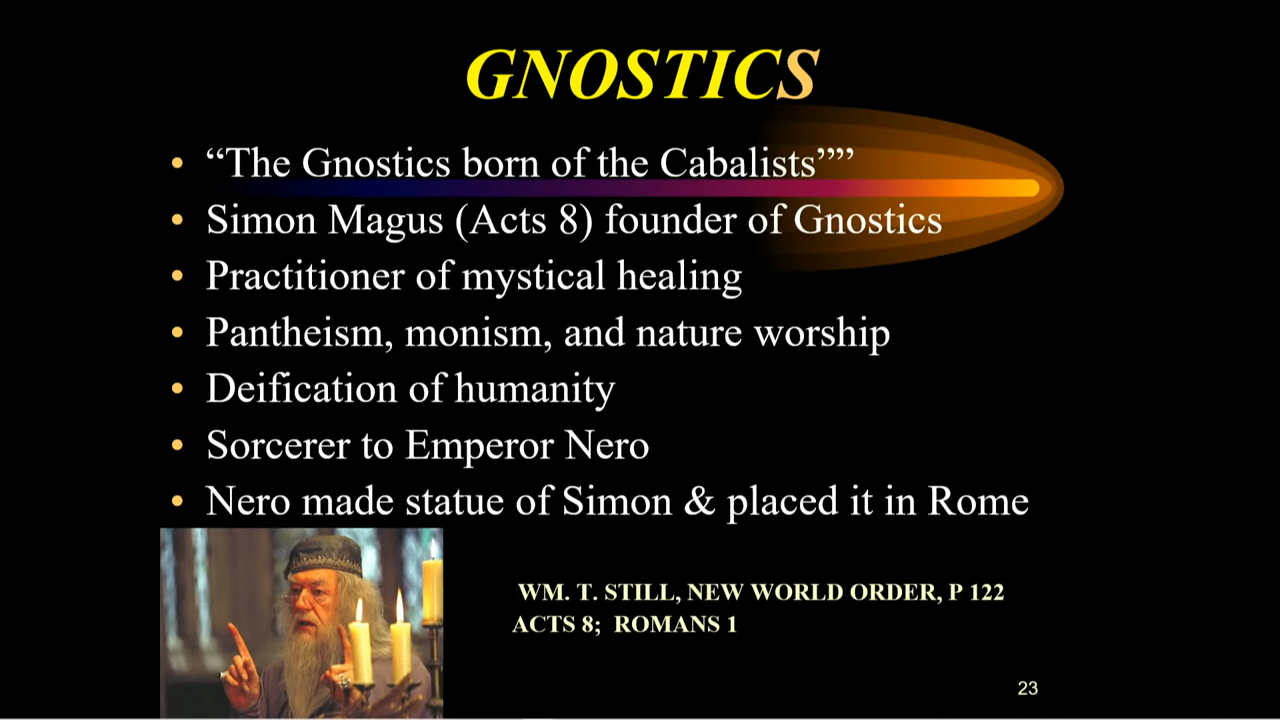 GNOSTICS
• “The Gnostics born of the Cabalists”””
• Simon Magus (Acts 8) founder of Gnostics
• Practitioner of mystical healing
• Pantheism, monism, and nature worship
• Deification of humanity
• Sorcerer to Emperor Nero
• Nero made statue of Simon & placed it in Rome
WM. T. STILL, NEW WORLD ORDER, P 122
ACTS 8; ROMANS 1
23